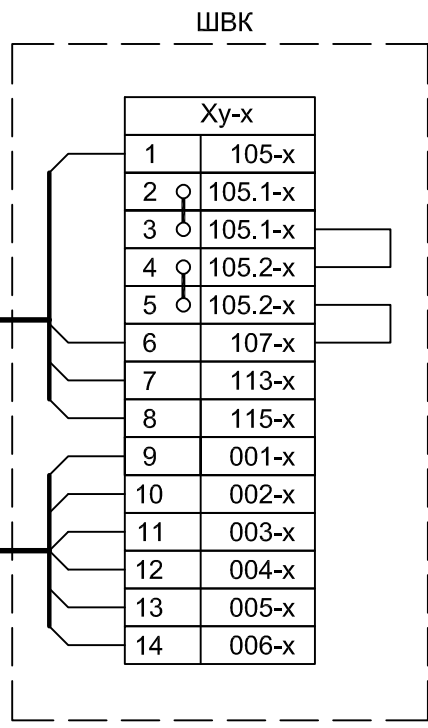 ШВК
Xy-x
1 105-x
2 105.1-x
3 105.1-x
4 105.2-x
5 105.2-x
6 107-x
7 113-x
8 115-x
9 001-x
10 002-x
11 003-x
12 004-x
13 005-x
14 006-x